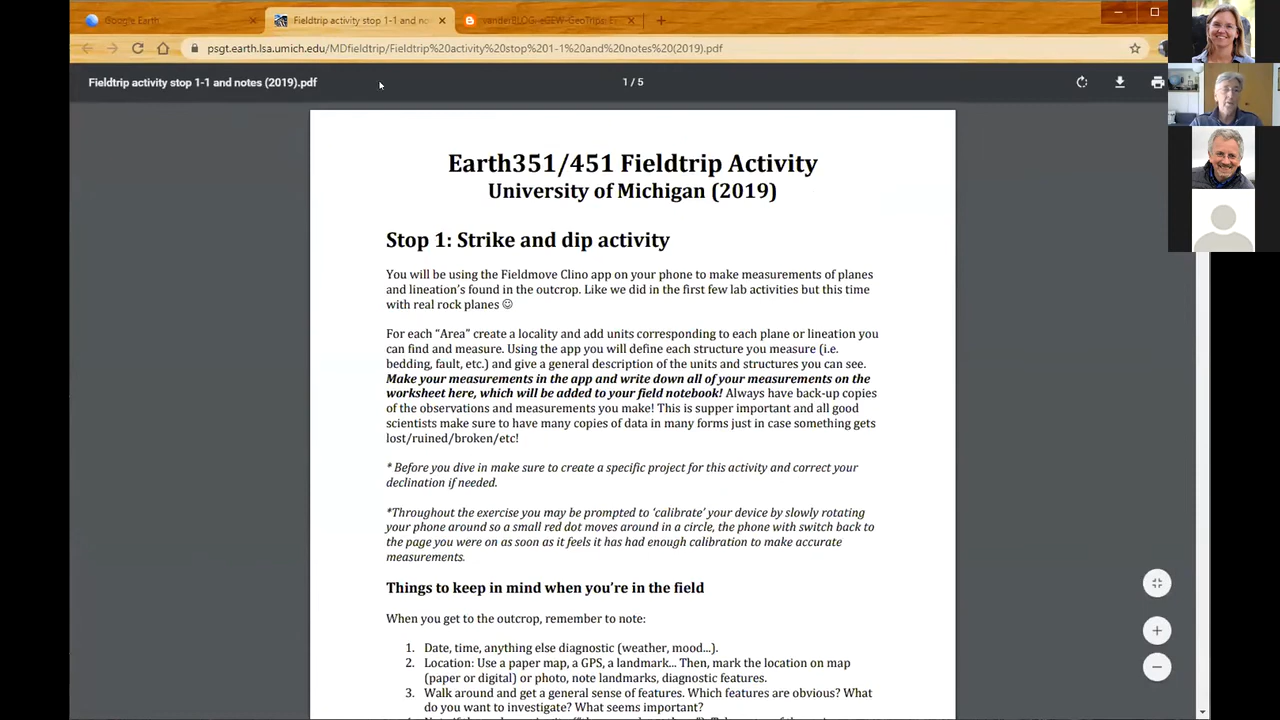 Google Earth
Fieldtrip activity stop 1-1 and no
vanderBLOG: eGEW-GeoTrips: E
psgt.earth.lsa.umich.edu/MDfieldtrip/Fieldtrip%20activity%20stop%201-1%20and%20notes%20(2019).pdf
Fieldtrip activity stop 1-1 and notes (2019).pdf
1 / 5
Earth351/451 Fieldtrip Activity
University of Michigan (2019)
Stop 1: Strike and dip activity
You will be using the Fieldmove Clino app on your phone to make measurements of planes
and lineation's found in the outcrop. Like we did in the first few lab activities but this time
with real rock planes ☺
For each "Area" create a locality and add units corresponding to each plane or lineation you
can find and measure. Using the app you will define each structure you measure (i.e.
bedding, fault, etc.) and give a general description of the units and structures you can see.
Make your measurements in the app and write down all of your measurements on the
worksheet here, which will be added to your field notebook! Always have back-up copies
of the observations and measurements you make! This is supper important and all good
scientists make sure to have many copies of data in many forms just in case something gets
lost/ruined/broken/etc!
* Before you dive in make sure to create a specific project for this activity and correct your
declination if needed.
*Throughout the exercise you may be prompted to 'calibrate' your device by slowly rotating
your phone around so a small red dot moves around in a circle, the phone with switch back to
the page you were on as soon as it feels it has had enough calibration to make accurate
measurements.
Things to keep in mind when you're in the field
When you get to the outcrop, remember to note:
1. Date, time, anything else diagnostic (weather, mood...).
2. Location: Use a paper map, a GPS, a landmark... Then, mark the location on map
(paper or digital) or photo, note landmarks, diagnostic features.
3. Walk around and get a general sense of features. Which features are obvious? What
do you want to investigate? What seems important?